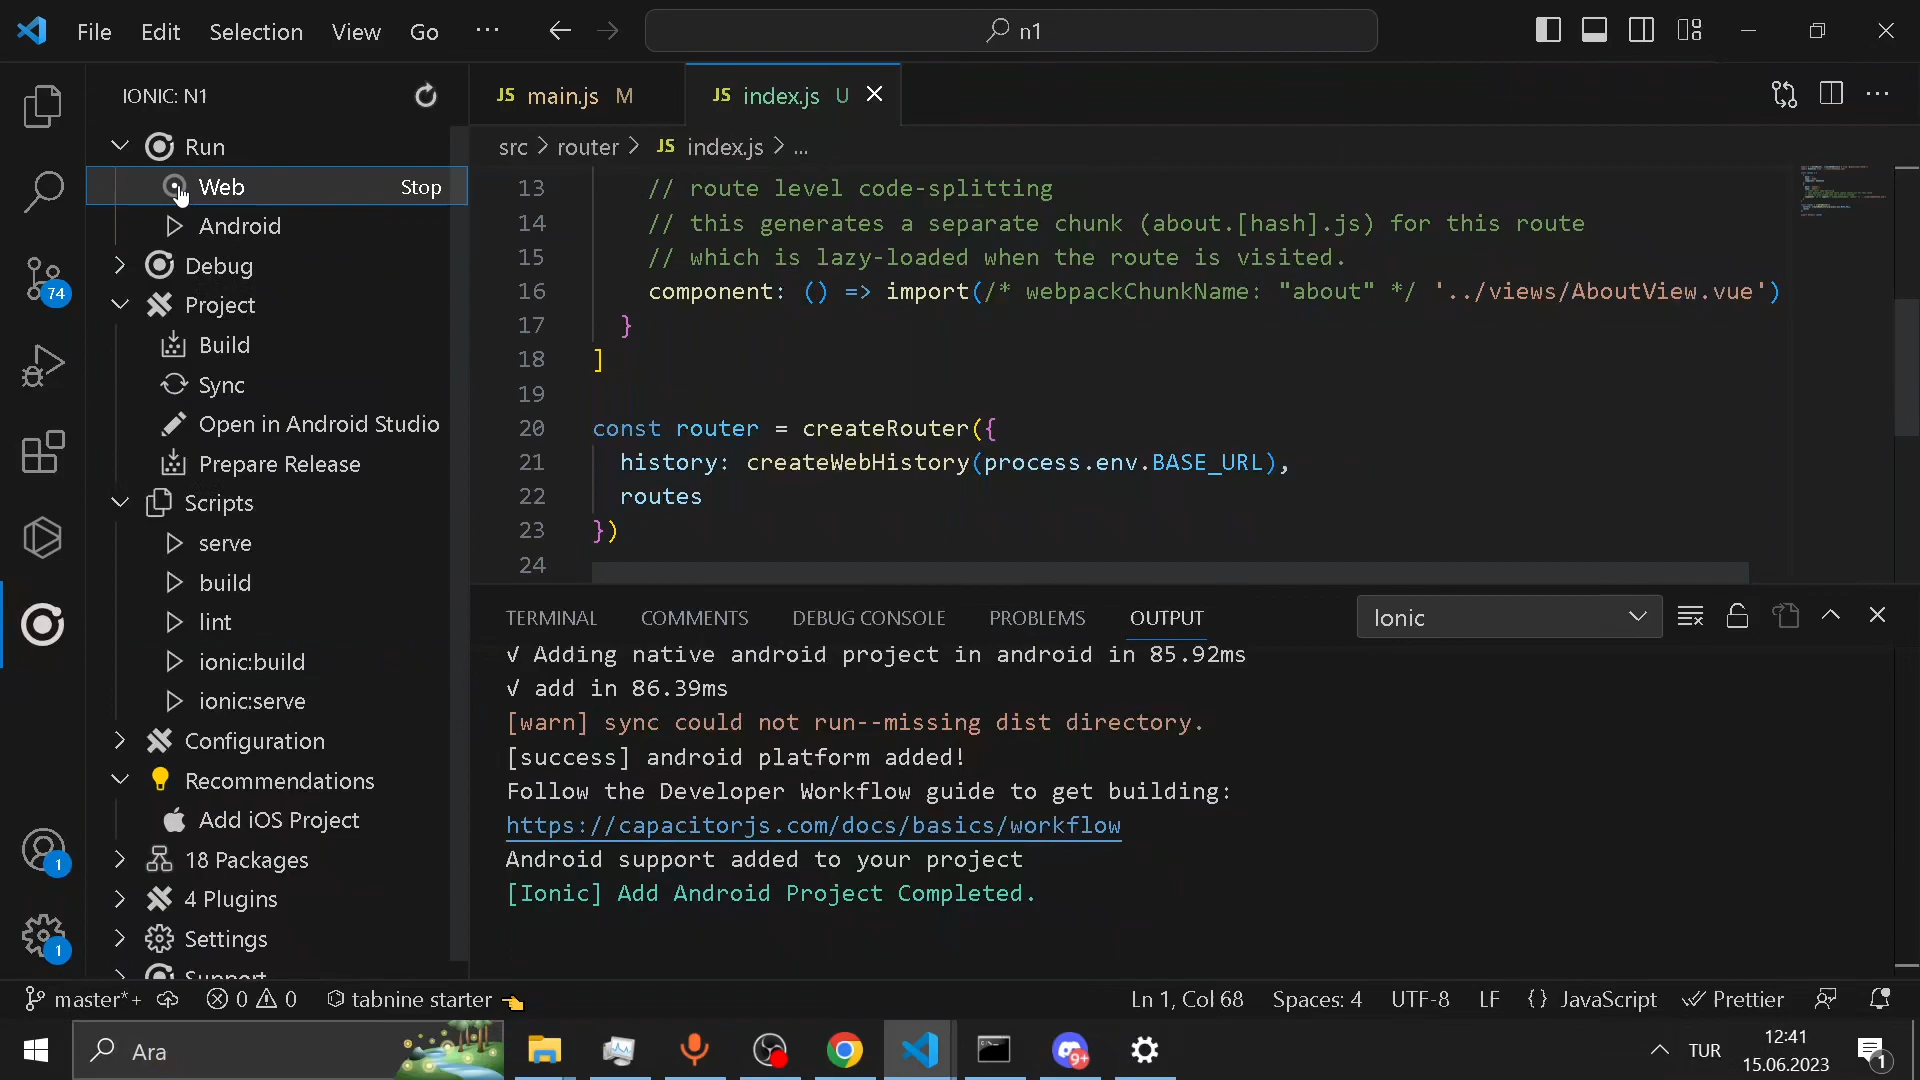 File Edit Selection View Go ...
n1
IONIC: N1
Run
Web Stop
Android
Debug
Project
Build
Sync
Open in Android Studio
Prepare Release
Scripts
serve
build
lint
ionic:build
ionic:serve
Configuration
Recommendations
Add iOS Project
18 Packages
4 Plugins
Settings
Support
74
1
1
JS main.js M
JS index.js U
src > router > JS index.js > ...
13 // route level code-splitting
14 // this generates a separate chunk (about.[hash].js) for this route
15 // which is lazy-loaded when the route is visited.
16 component: () => import(/* webpackChunkName: "about" */ '../views/AboutView.vue')
17 }
18 ]
19
20 const router = createRouter({
21 history: createWebHistory(process.env.BASE_URL),
22 routes
23 })
24
TERMINAL COMMENTS DEBUG CONSOLE PROBLEMS OUTPUT
Ionic
√ Adding native android project in android in 85.92ms
√ add in 86.39ms
[warn] sync could not run--missing dist directory.
[success] android platform added!
Follow the Developer Workflow guide to get building:
https://capacitorjs.com/docs/basics/workflow
Android support added to your project
[Ionic] Add Android Project Completed.
master*+ 0 0 tabnine starter
Ln 1, Col 68 Spaces: 4 UTF-8 LF {} JavaScript Prettier
Ara
9+
TUR
12:41
15.06.2023
1